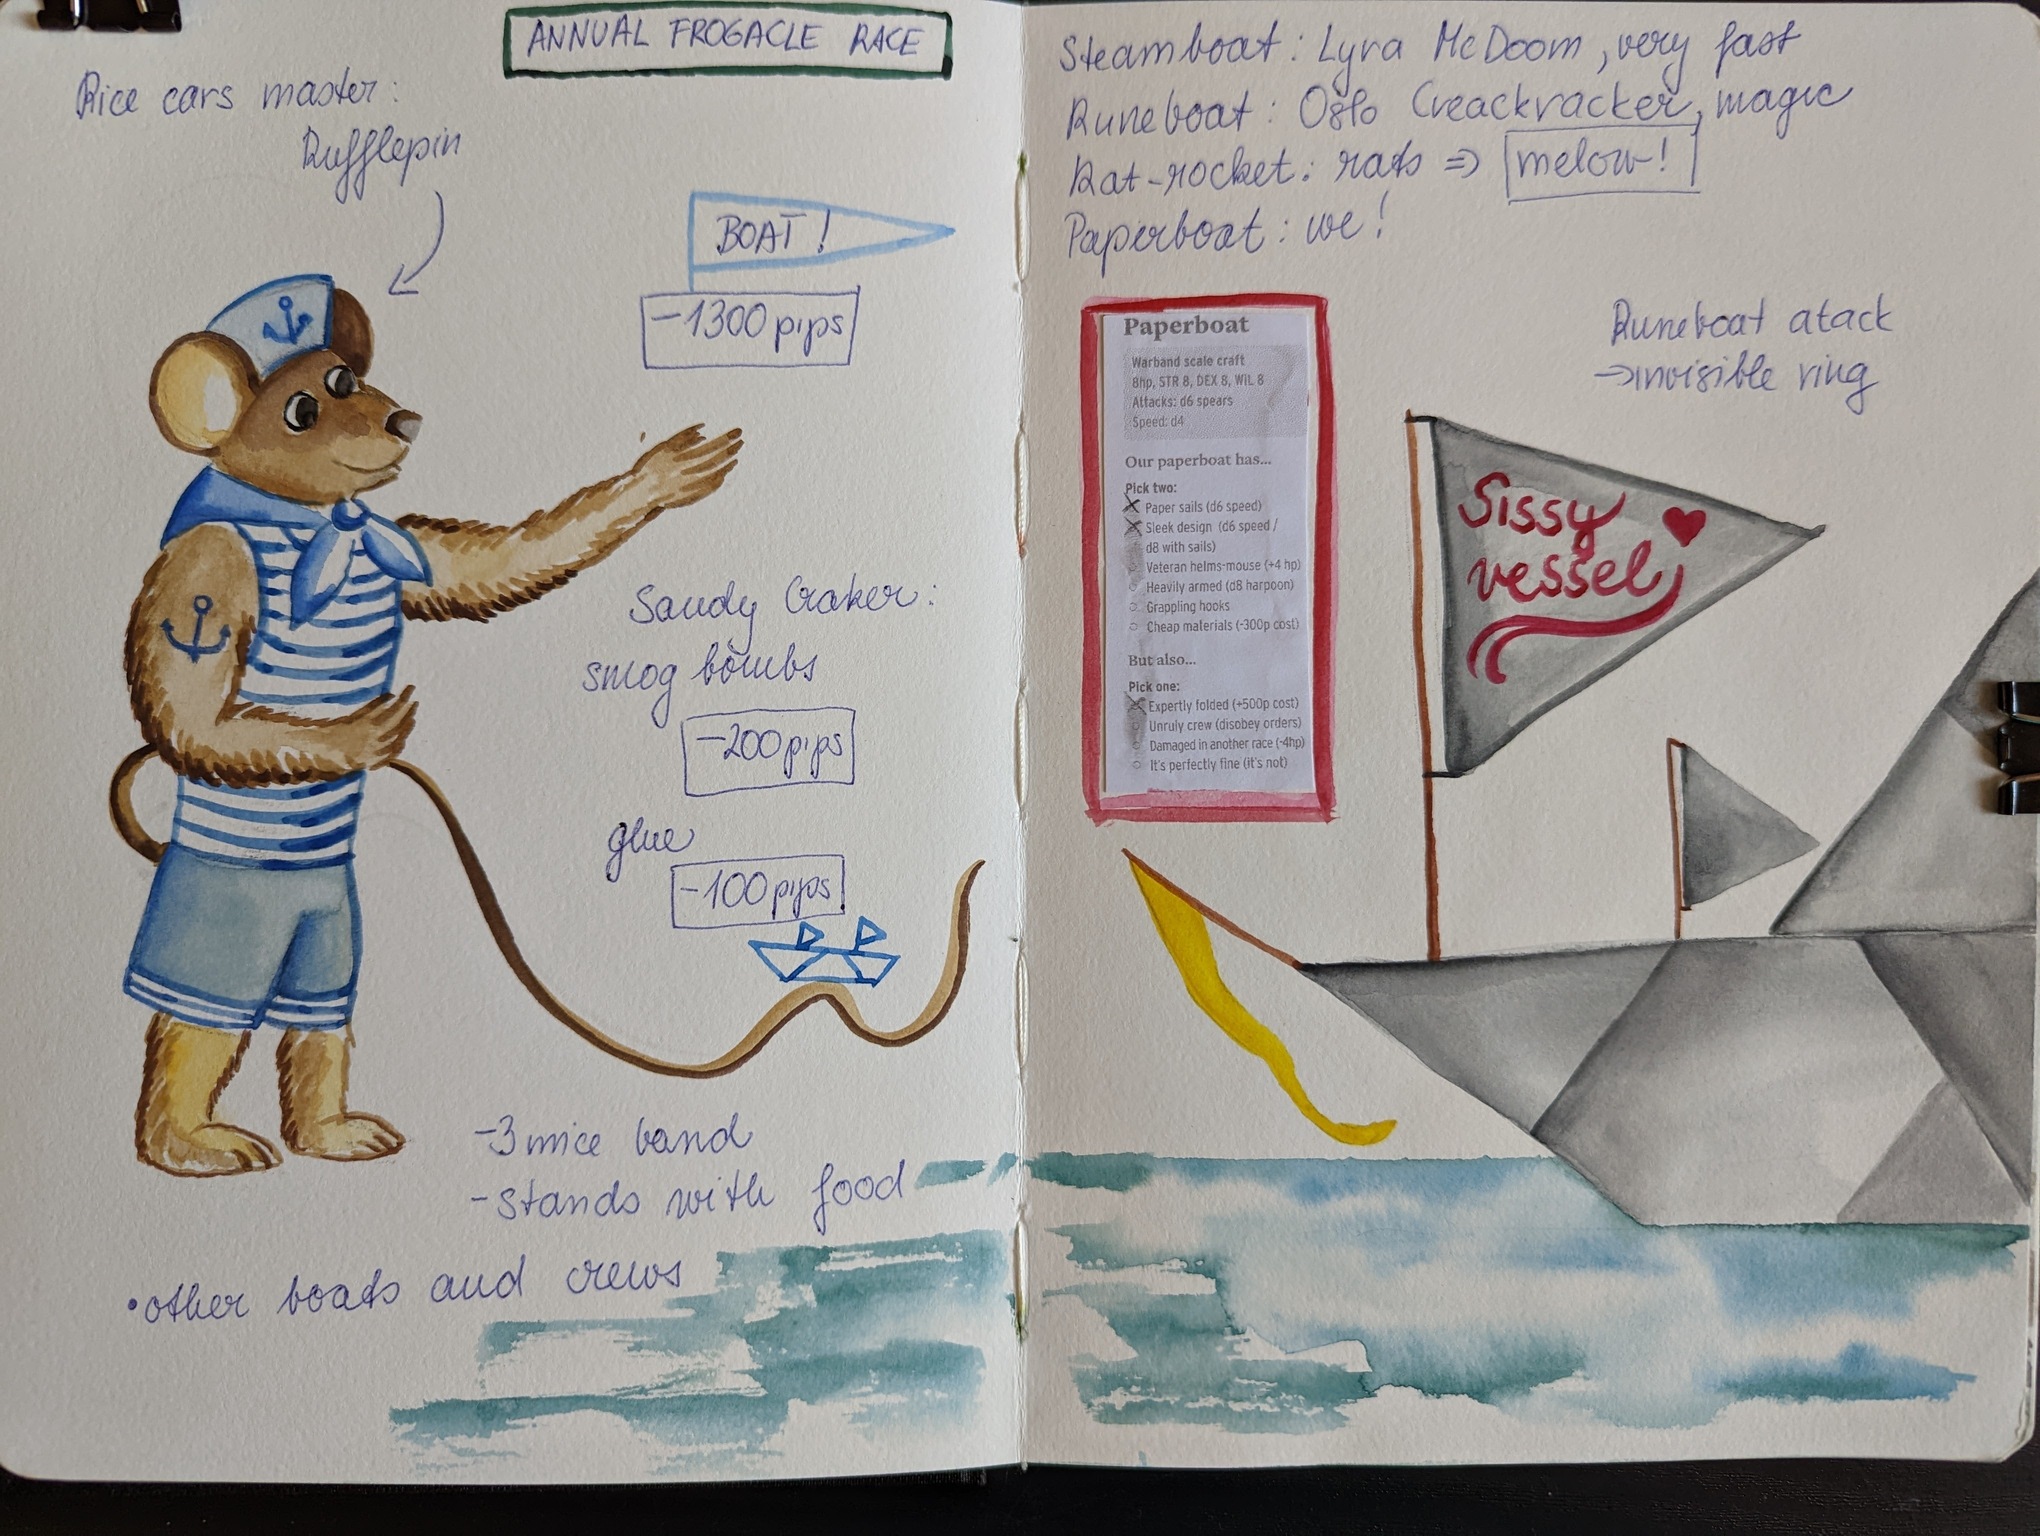 ANNUAL FROGACLE RACE
Rice cars master:
Rufflepin
BOAT!
-1300 pips
Sandy Craker:
smog bombs
-200 pips
glue
-100 pips
-3 mice band
-stands with food
•other boats and crews
Steamboat: Lyra McDoom, very fast
Runeboat: Oslo Creackracker, magic
Rat-rocket: rats => melow!
Paperboat: we!
Paperboat
Warband scale craft
8hp, STR 8, DEX 8, WIL 8
Attacks: d6 spears
Speed: d4
Our paperboat has...
Pick two:
Paper sails (d6 speed)
Sleek design (d6 speed /
d8 with sails)
Veteran helms-mouse (+4 hp)
Heavily armed (d8 harpoon)
Grappling hooks
Cheap materials (-300p cost)
But also...
Pick one:
Expertly folded (+500p cost)
Unruly crew (disobey orders)
Damaged in another race (-4hp)
It's perfectly fine (it's not)
Runeboat atack
->invisible ring
Sissy
vessel